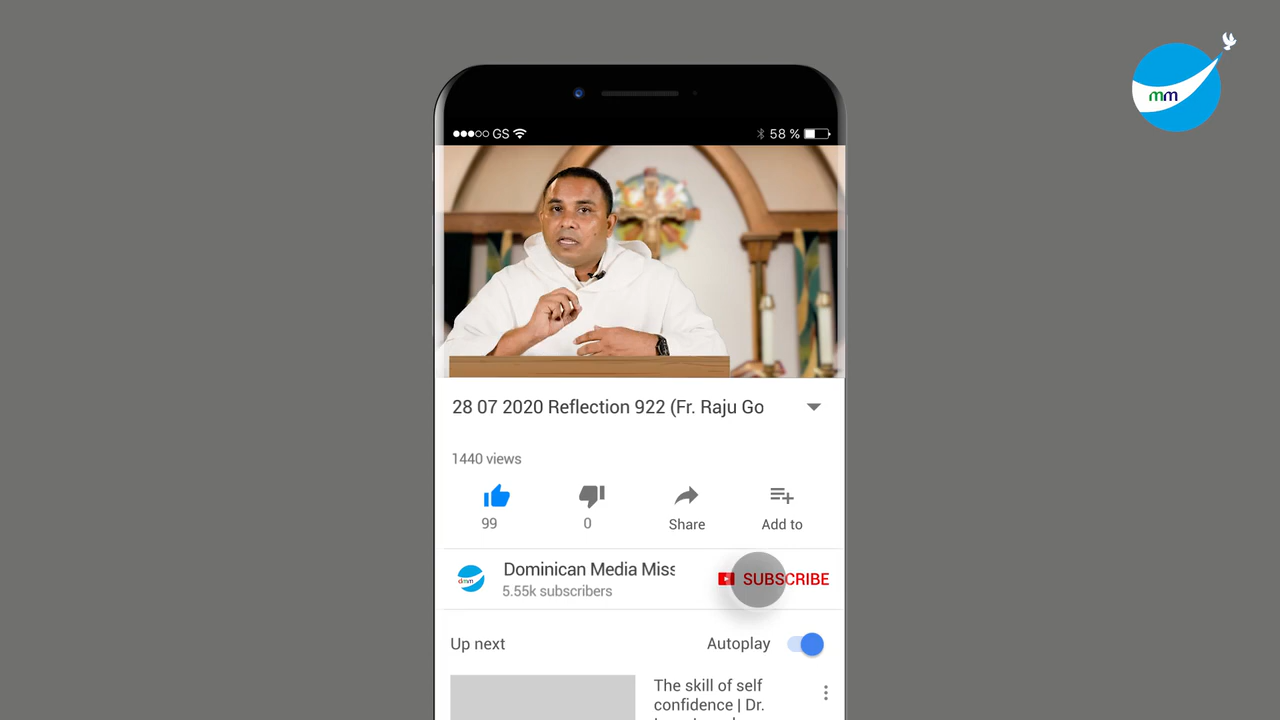 mm
GS 58 %
28 07 2020 Reflection 922 (Fr. Raju Go
1440 views
99 0 Share Add to
Dominican Media Miss
5.55k subscribers
dmm
SUBSCRIBE
Up next Autoplay
The skill of self
confidence | Dr.